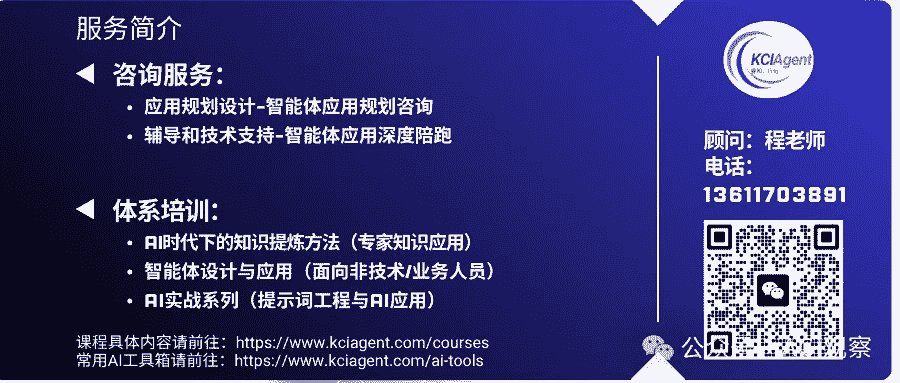 服务简介
咨询服务：
• 应用规划设计-智能体应用规划咨询
• 辅导和技术支持-智能体应用深度陪跑
体系培训：
• AI时代下的知识提炼方法（专家知识应用）
• 智能体设计与应用（面向非技术/业务人员）
• AI实战系列（提示词工程与AI应用）
课程具体内容请前往：https://www.kciagent.com/courses
常用AI工具箱请前往：https://www.kciagent.com/ai-tools
KCIAgent
顾问：程老师
电话：
13611703891
公众号
观察